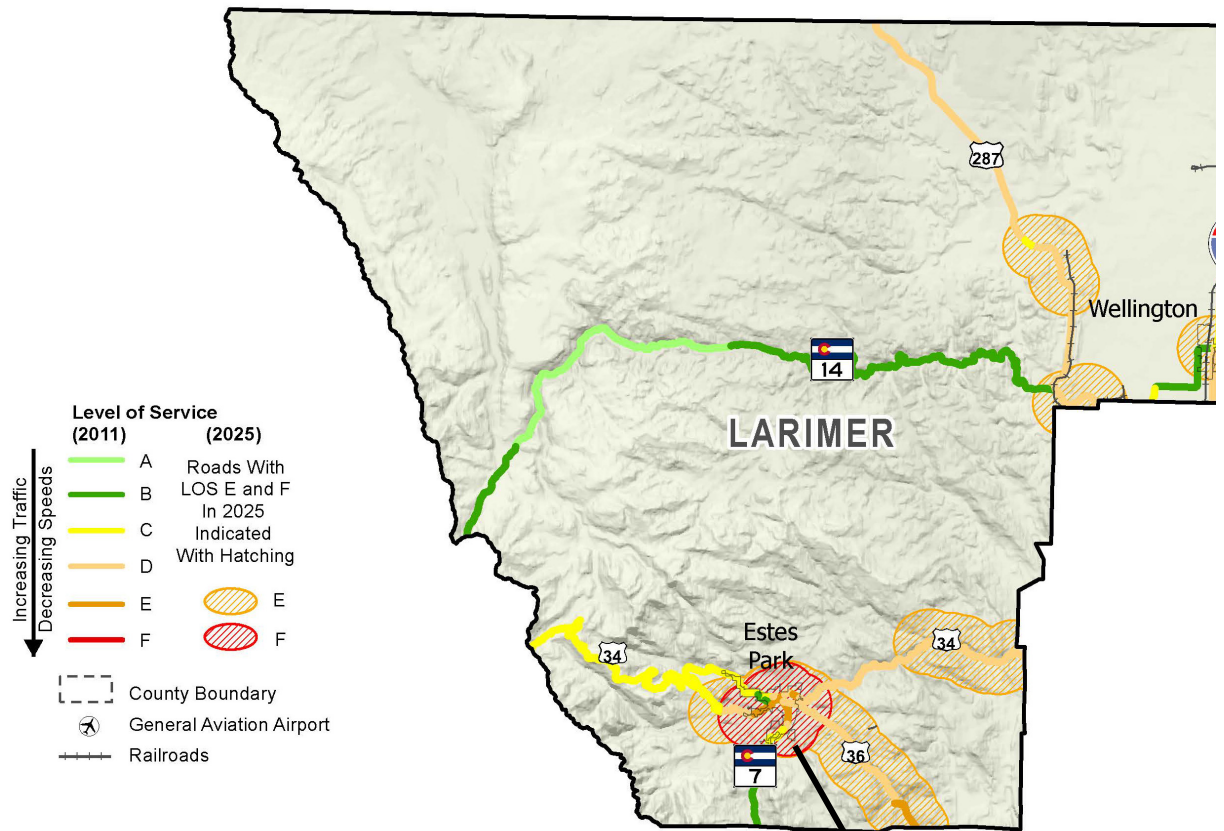 287
Wellington
14
LARIMER
Level of Service
(2011) (2025)
A
B
C
D
E
F
Roads With
LOS E and F
In 2025
Indicated
With Hatching
E
F
Increasing Traffic
Decreasing Speeds
County Boundary
General Aviation Airport
Railroads
Estes
Park
34
34
36
7